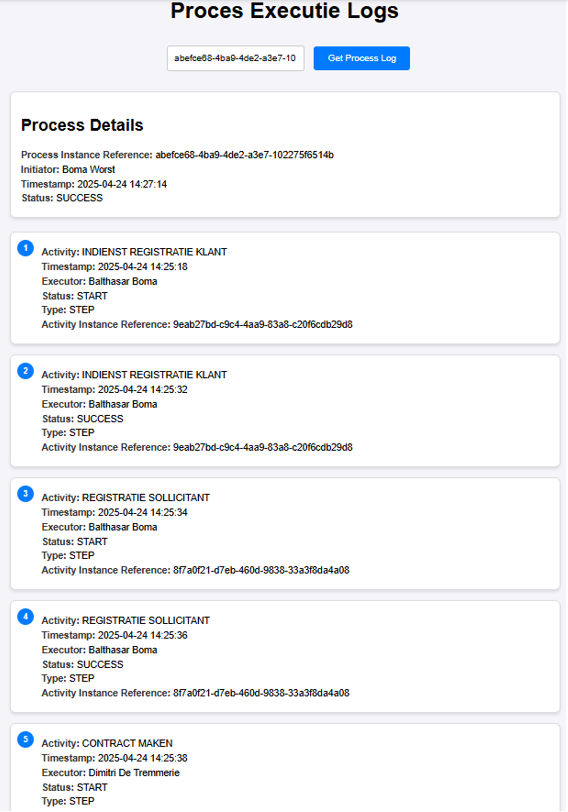 Proces Executie Logs
abefce68-4ba9-4de2-a3e7-10
Get Process Log
Process Details
Process Instance Reference: abefce68-4ba9-4de2-a3e7-102275f6514b
Initiator: Boma Worst
Timestamp: 2025-04-24 14:27:14
Status: SUCCESS
1
Activity: INDIENST REGISTRATIE KLANT
Timestamp: 2025-04-24 14:25:18
Executor: Balthasar Boma
Status: START
Type: STEP
Activity Instance Reference: 9eab27bd-c9c4-4aa9-83a8-c20f6cdb29d8
2
Activity: INDIENST REGISTRATIE KLANT
Timestamp: 2025-04-24 14:25:32
Executor: Balthasar Boma
Status: SUCCESS
Type: STEP
Activity Instance Reference: 9eab27bd-c9c4-4aa9-83a8-c20f6cdb29d8
3
Activity: REGISTRATIE SOLLICITANT
Timestamp: 2025-04-24 14:25:34
Executor: Balthasar Boma
Status: START
Type: STEP
Activity Instance Reference: 8f7a0f21-d7eb-460d-9838-33a3f8da4a08
4
Activity: REGISTRATIE SOLLICITANT
Timestamp: 2025-04-24 14:25:36
Executor: Balthasar Boma
Status: SUCCESS
Type: STEP
Activity Instance Reference: 8f7a0f21-d7eb-460d-9838-33a3f8da4a08
5
Activity: CONTRACT MAKEN
Timestamp: 2025-04-24 14:25:38
Executor: Dimitri De Tremmerie
Status: START
Type: STEP